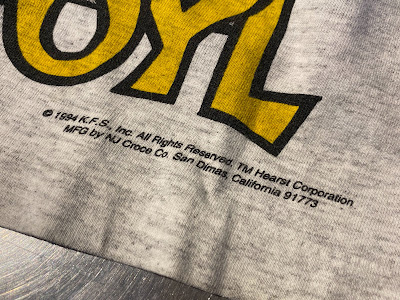 OYL
© 1994 K.F.S., Inc. All Rights Reserved. TM Hearst Corporation
MFG by NJ Croce Co. San Dimas, California 91773